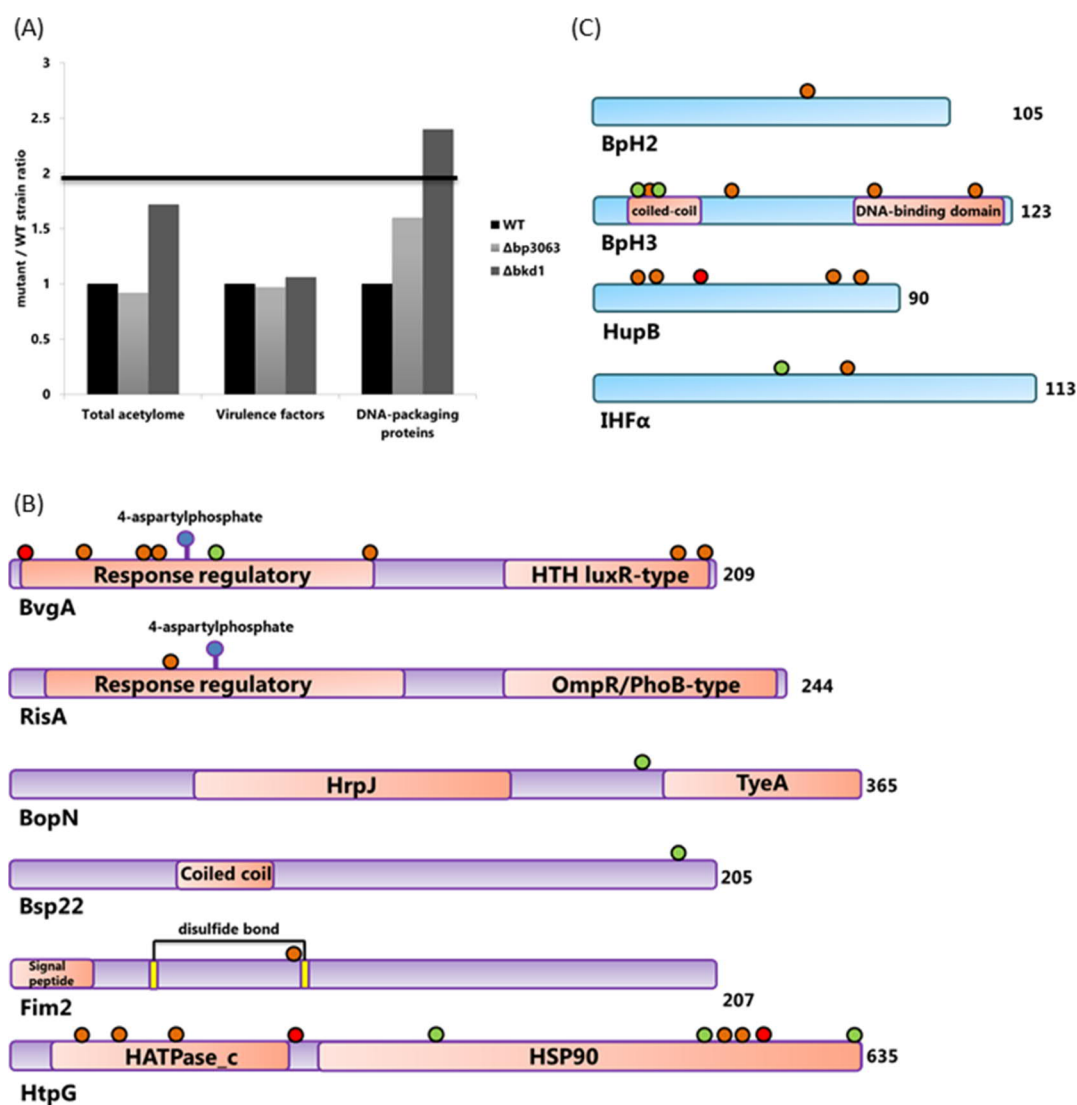 (A)
3
2.5
2
1.5
1
0.5
0
mutant / WT strain ratio
Total acetylome
Virulence factors
DNA-packaging
proteins
WT
Δbp3063
Δbkd1
(C)
105
BpH2
coiled-coil
DNA-binding domain
123
BpH3
90
HupB
113
IHFα
(B)
4-aspartylphosphate
Response regulatory
HTH luxR-type
209
BvgA
4-aspartylphosphate
Response regulatory
OmpR/PhoB-type
244
RisA
HrpJ
TyeA
365
BopN
Coiled coil
205
Bsp22
disulfide bond
Signal
peptide
207
Fim2
HATPase_c
HSP90
635
HtpG